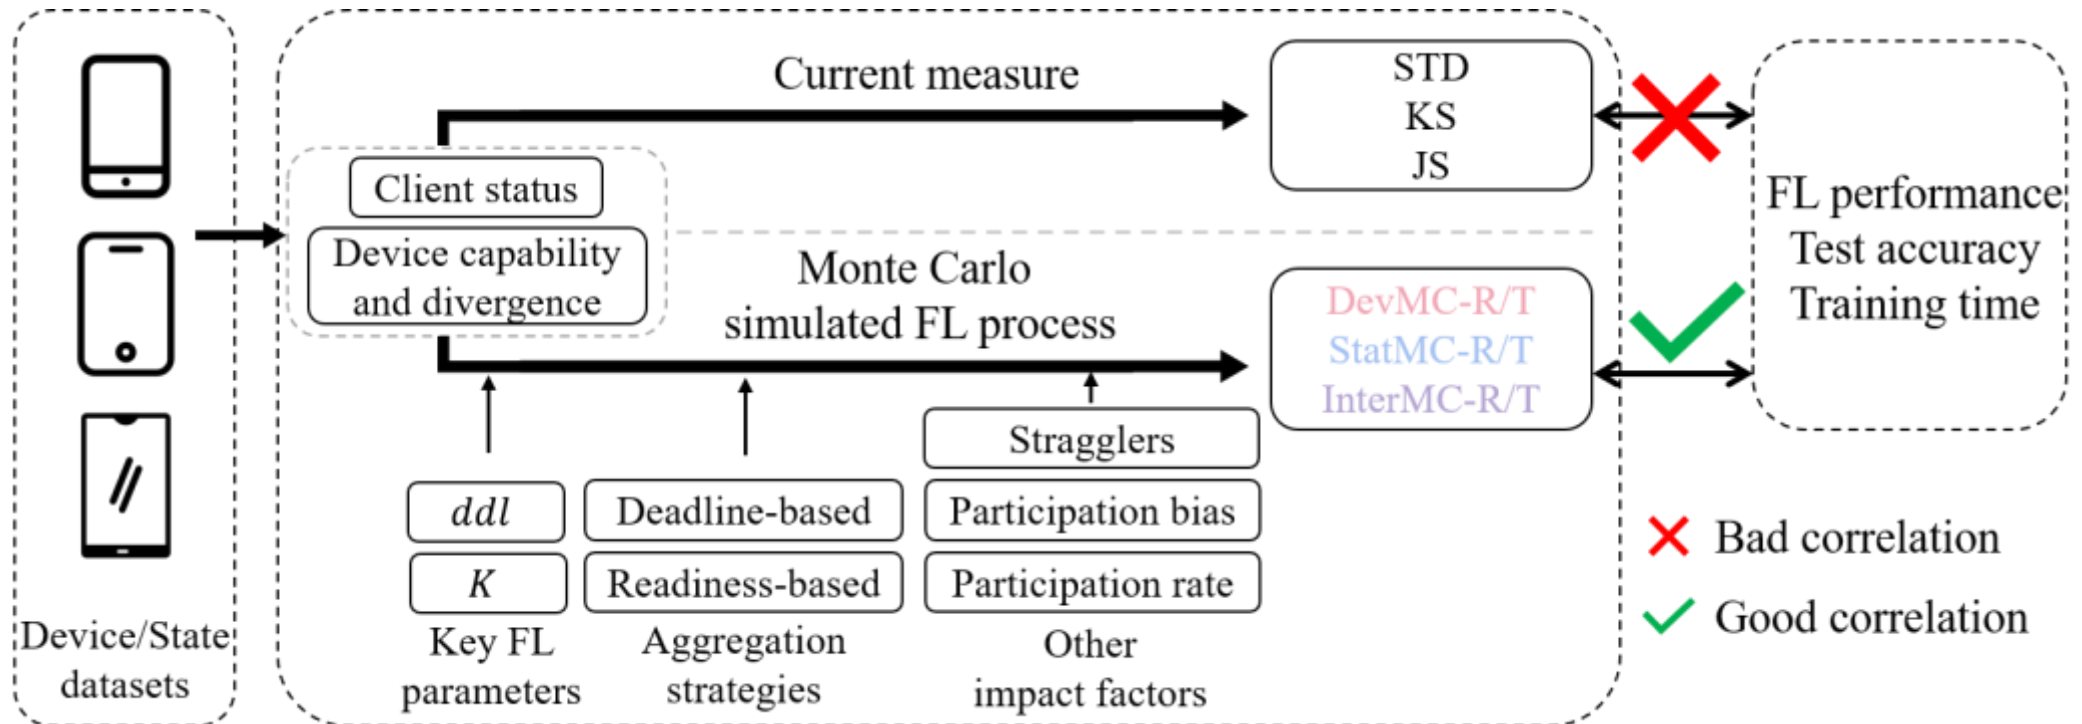 Device/State
datasets
Current measure
Client status
Device capability
and divergence
Monte Carlo
simulated FL process
STD
KS
JS
DevMC-R/T
StatMC-R/T
InterMC-R/T
ddl
K
Key FL
parameters
Deadline-based
Readiness-based
Aggregation
strategies
Stragglers
Participation bias
Participation rate
Other
impact factors
FL performance
Test accuracy
Training time
Bad correlation
Good correlation